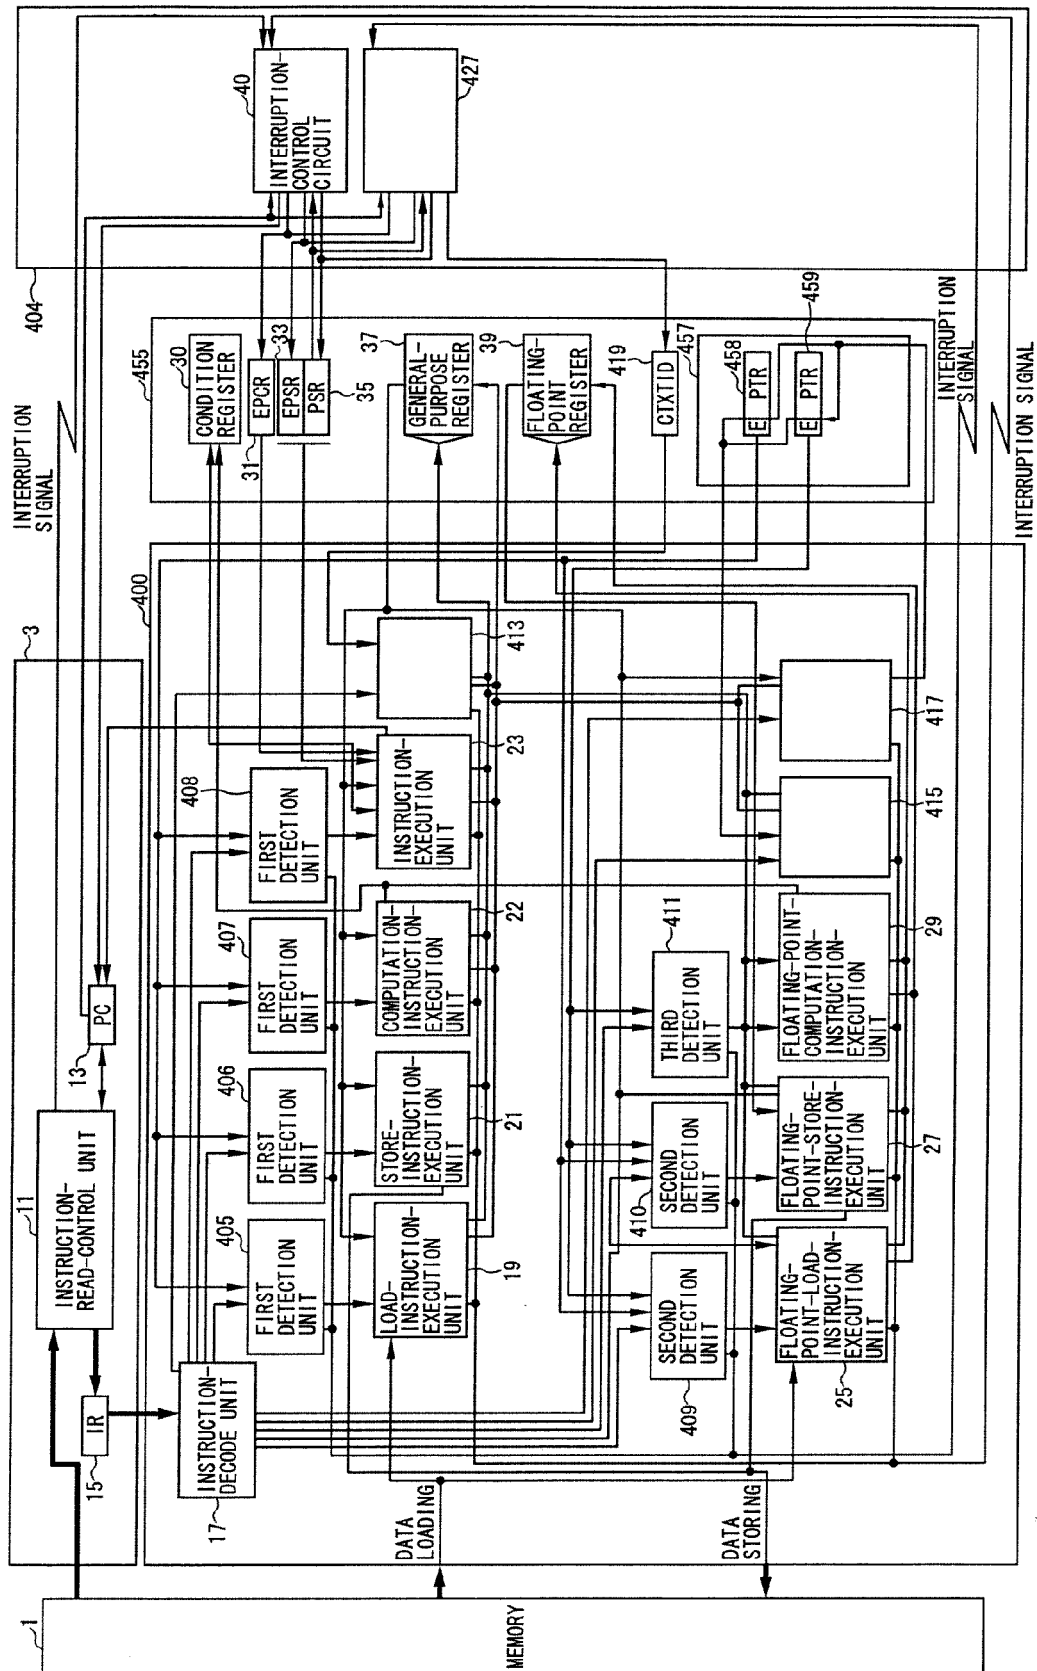 1
MEMORY
3
11
INSTRUCTION-
READ-CONTROL UNIT
13
PC
15
IR
INTERRUPTION
SIGNAL
400
17
INSTRUCTION-
DECODE UNIT
405
FIRST
DETECTION
UNIT
406
FIRST
DETECTION
UNIT
407
FIRST
DETECTION
UNIT
408
FIRST
DETECTION
UNIT
LOAD-
INSTRUCTION-
EXECUTION
UNIT
19
STORE-
INSTRUCTION-
EXECUTION
UNIT
21
COMPUTATION-
INSTRUCTION-
EXECUTION
UNIT
22
INSTRUCTION-
EXECUTION
UNIT
23
413
DATA
LOADING
DATA
STORING
409
SECOND
DETECTION
UNIT
410
SECOND
DETECTION
UNIT
411
THIRD
DETECTION
UNIT
FLOATING-
POINT-LOAD-
INSTRUCTION-
EXECUTION
UNIT
25
FLOATING-
POINT-STORE-
INSTRUCTION-
EXECUTION
UNIT
27
FLOATING-POINT-
COMPUTATION-
INSTRUCTION-
EXECUTION
UNIT
29
415
417
455
30
CONDITION
REGISTER
31
EPCR
33
EPSR
PSR
35
37
GENERAL-
PURPOSE
REGISTER
39
FLOATING-
POINT
REGISTER
419
CTXTID
457
458
E PTR
459
E PTR
INTERRUPTION
SIGNAL
INTERRUPTION SIGNAL
404
40
INTERRUPTION-
CONTROL
CIRCUIT
427